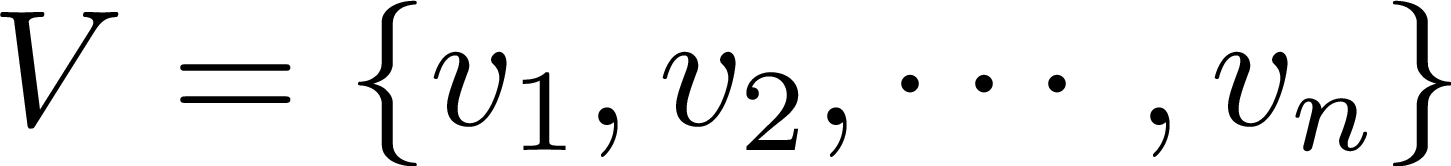 V = {v₁, v₂, ⋯ , vₙ}